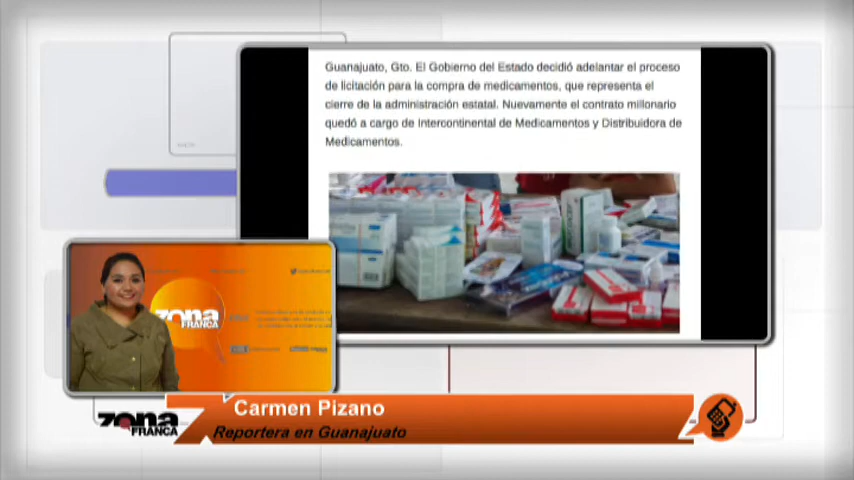 Guanajuato, Gto. El Gobierno del Estado decidió adelantar el proceso
de licitación para la compra de medicamentos, que representa el
cierre de la administración estatal. Nuevamente el contrato millonario
quedó a cargo de Intercontinental de Medicamentos y Distribuidora de
Medicamentos.
zona
FRANCA
Carmen Pizano
Reportera en Guanajuato
zona
FRANCA